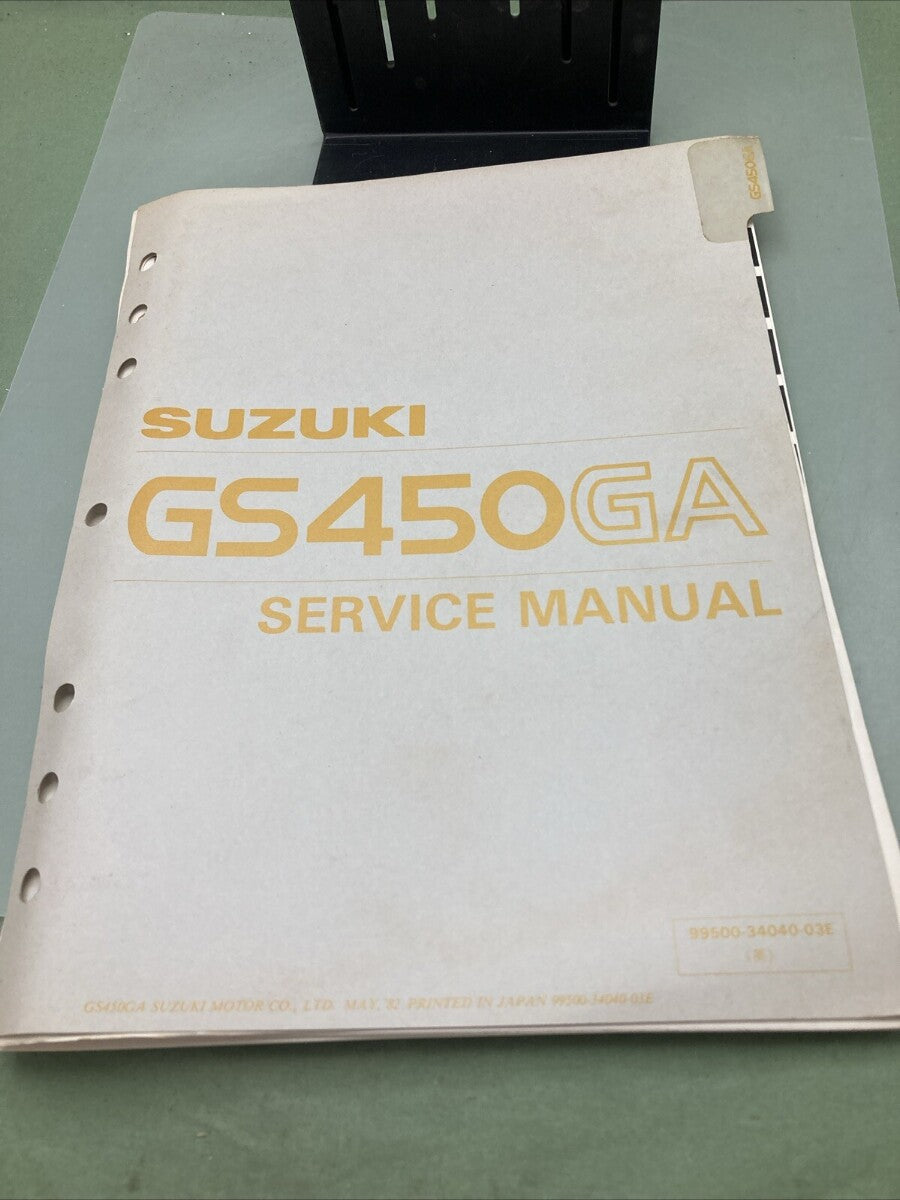 GS450GA
SUZUKI
GS450GA
SERVICE MANUAL
99500-34040-03E
(英)
GS450GA SUZUKI MOTOR CO., LTD. MAY, '82 PRINTED IN JAPAN 99500-34040-03E